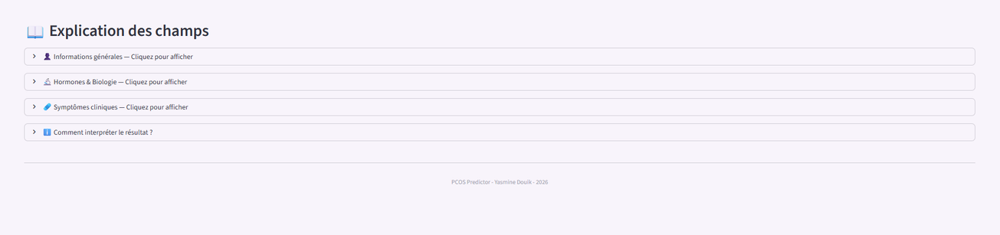 Explication des champs
Informations générales — Cliquez pour afficher
Hormones & Biologie — Cliquez pour afficher
Symptômes cliniques — Cliquez pour afficher
Comment interpréter le résultat ?
PCOS Predictor - Yasmine Douik - 2026